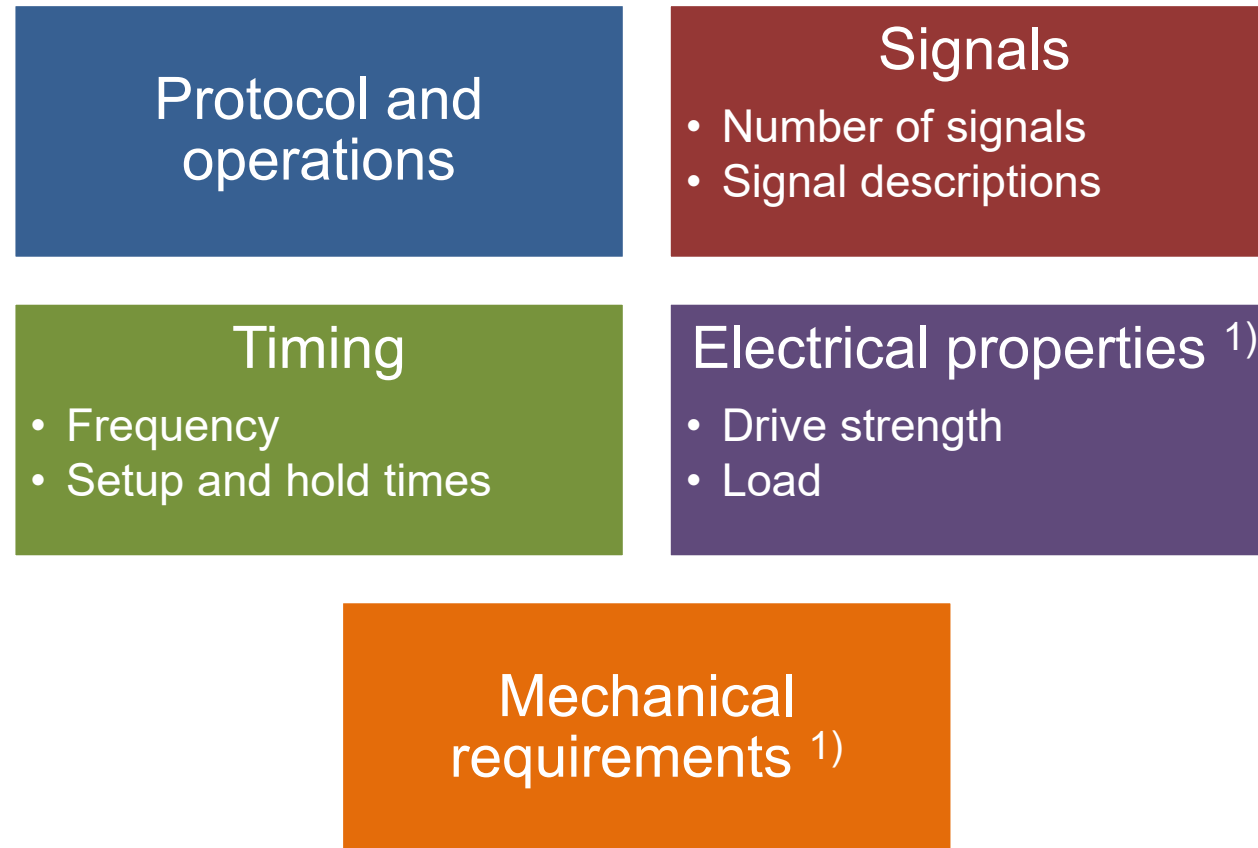 Protocol and
operations
Signals
• Number of signals
• Signal descriptions
Timing
• Frequency
• Setup and hold times
Electrical properties 1)
• Drive strength
• Load
Mechanical
requirements 1)